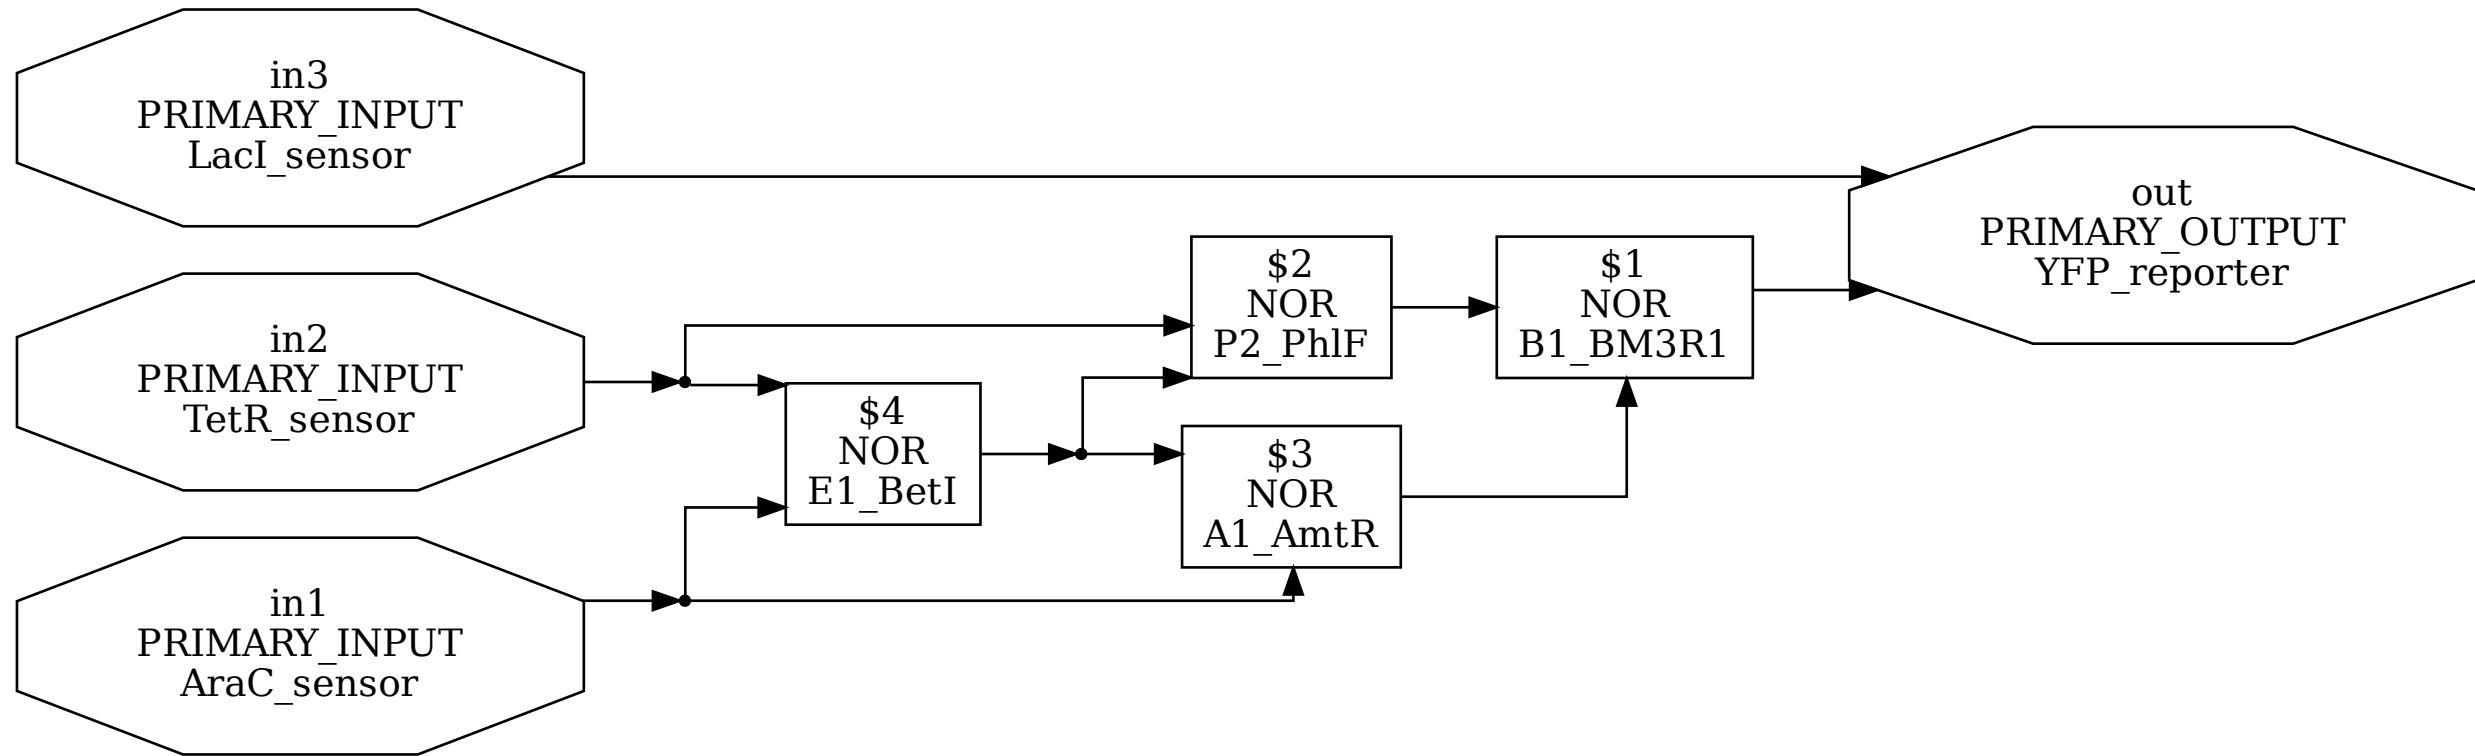 in3
PRIMARY_INPUT
LacI_sensor
in2
PRIMARY_INPUT
TetR_sensor
in1
PRIMARY_INPUT
AraC_sensor
$4
NOR
E1_BetI
$2
NOR
P2_PhlF
$3
NOR
A1_AmtR
$1
NOR
B1_BM3R1
out
PRIMARY_OUTPUT
YFP_reporter